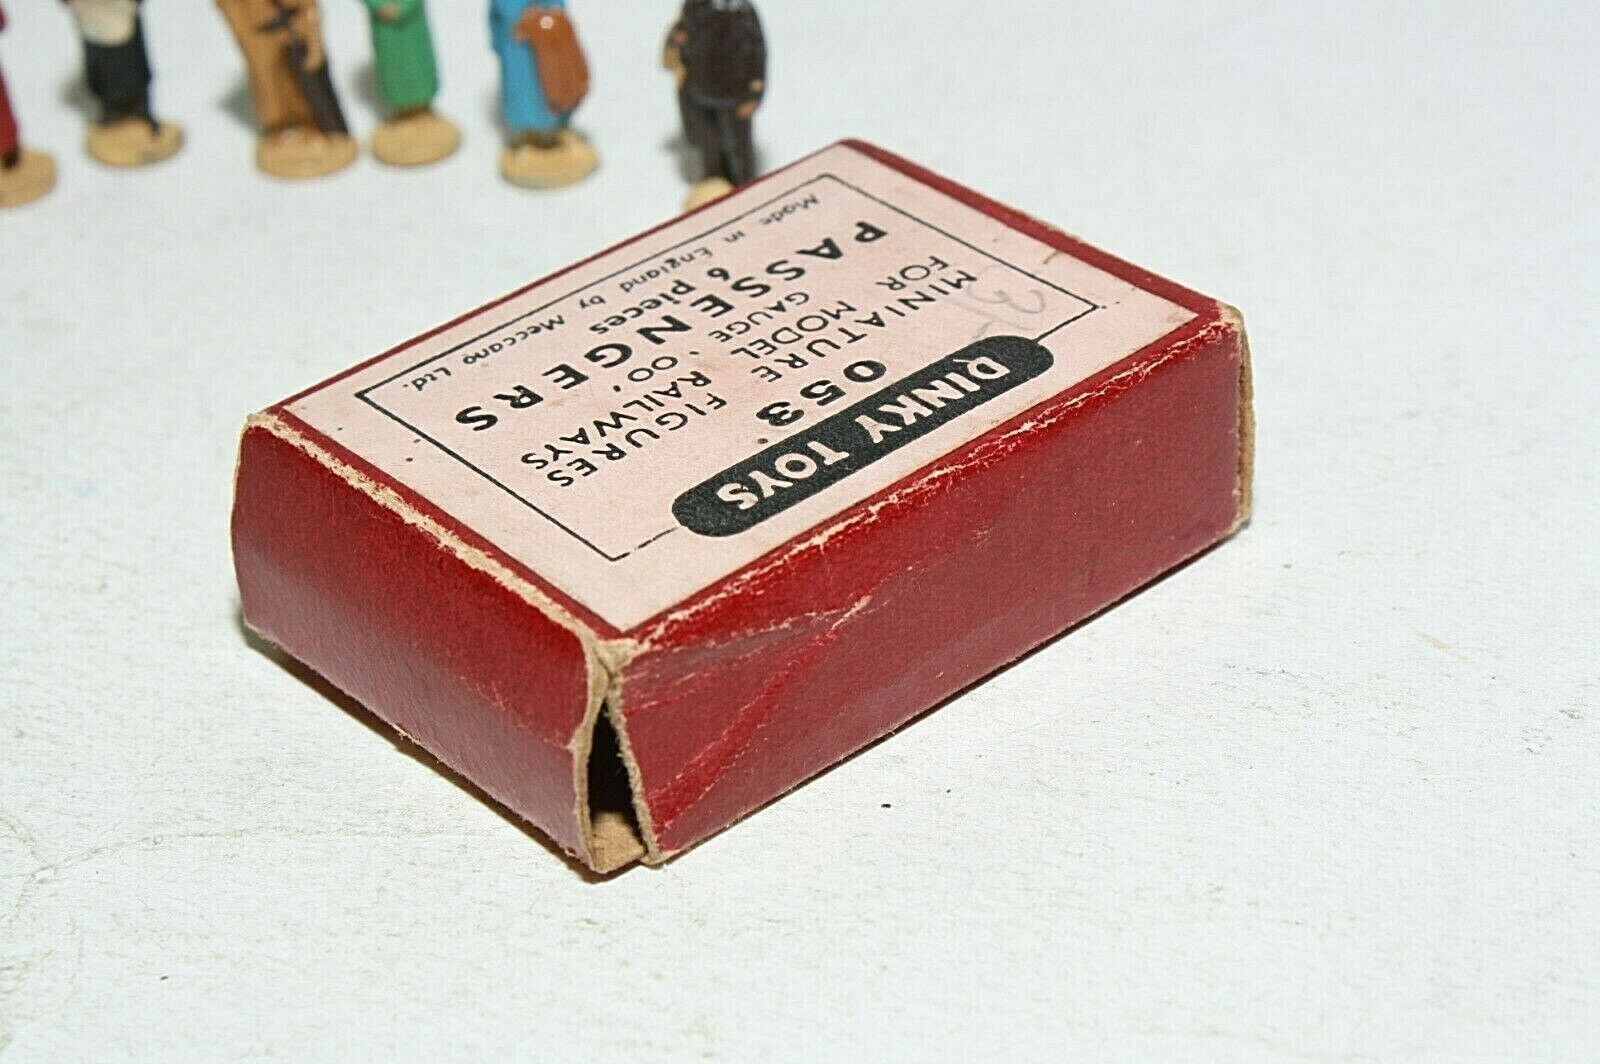 DINKY TOYS
053
MINIATURE FIGURES
FOR MODEL RAILWAYS
GAUGE ‘OO’
PASSENGERS
6 pieces
Made in England by Meccano Ltd.